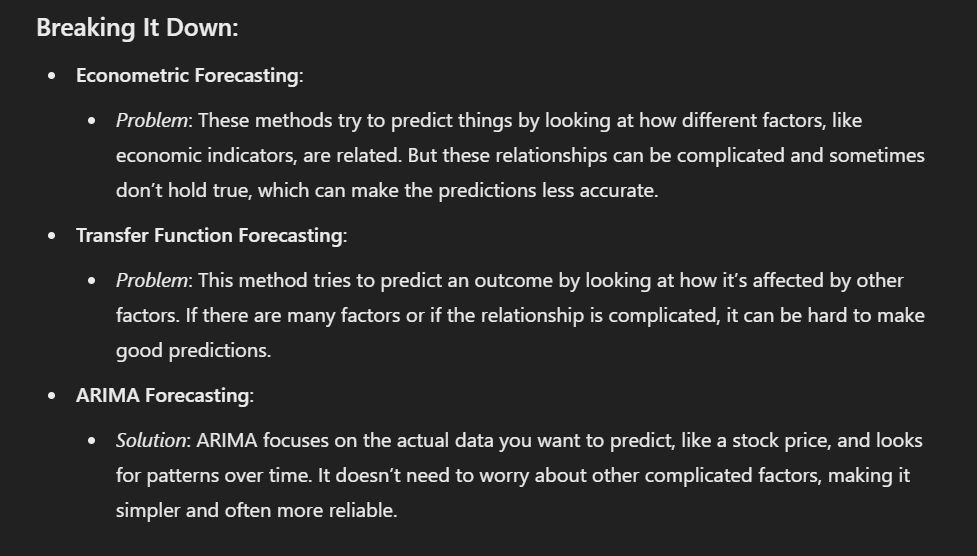 Breaking It Down:
• Econometric Forecasting:
• Problem: These methods try to predict things by looking at how different factors, like
economic indicators, are related. But these relationships can be complicated and sometimes
don’t hold true, which can make the predictions less accurate.
• Transfer Function Forecasting:
• Problem: This method tries to predict an outcome by looking at how it’s affected by other
factors. If there are many factors or if the relationship is complicated, it can be hard to make
good predictions.
• ARIMA Forecasting:
• Solution: ARIMA focuses on the actual data you want to predict, like a stock price, and looks
for patterns over time. It doesn’t need to worry about other complicated factors, making it
simpler and often more reliable.